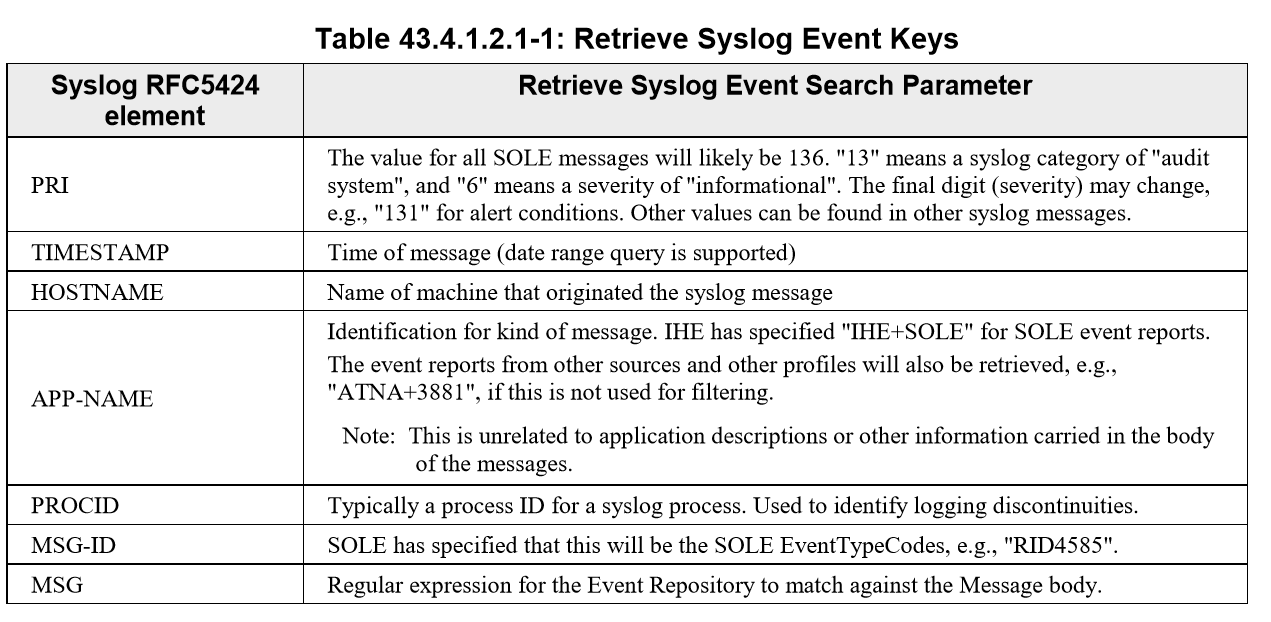 Table 43.4.1.2.1-1: Retrieve Syslog Event Keys
Syslog RFC5424
element
Retrieve Syslog Event Search Parameter
PRI
The value for all SOLE messages will likely be 136. "13" means a syslog category of "audit
system", and "6" means a severity of "informational". The final digit (severity) may change,
e.g., "131" for alert conditions. Other values can be found in other syslog messages.
TIMESTAMP
Time of message (date range query is supported)
HOSTNAME
Name of machine that originated the syslog message
APP-NAME
Identification for kind of message. IHE has specified "IHE+SOLE" for SOLE event reports.
The event reports from other sources and other profiles will also be retrieved, e.g.,
"ATNA+3881", if this is not used for filtering.
Note: This is unrelated to application descriptions or other information carried in the body
of the messages.
PROCID
Typically a process ID for a syslog process. Used to identify logging discontinuities.
MSG-ID
SOLE has specified that this will be the SOLE EventTypeCodes, e.g., "RID4585".
MSG
Regular expression for the Event Repository to match against the Message body.